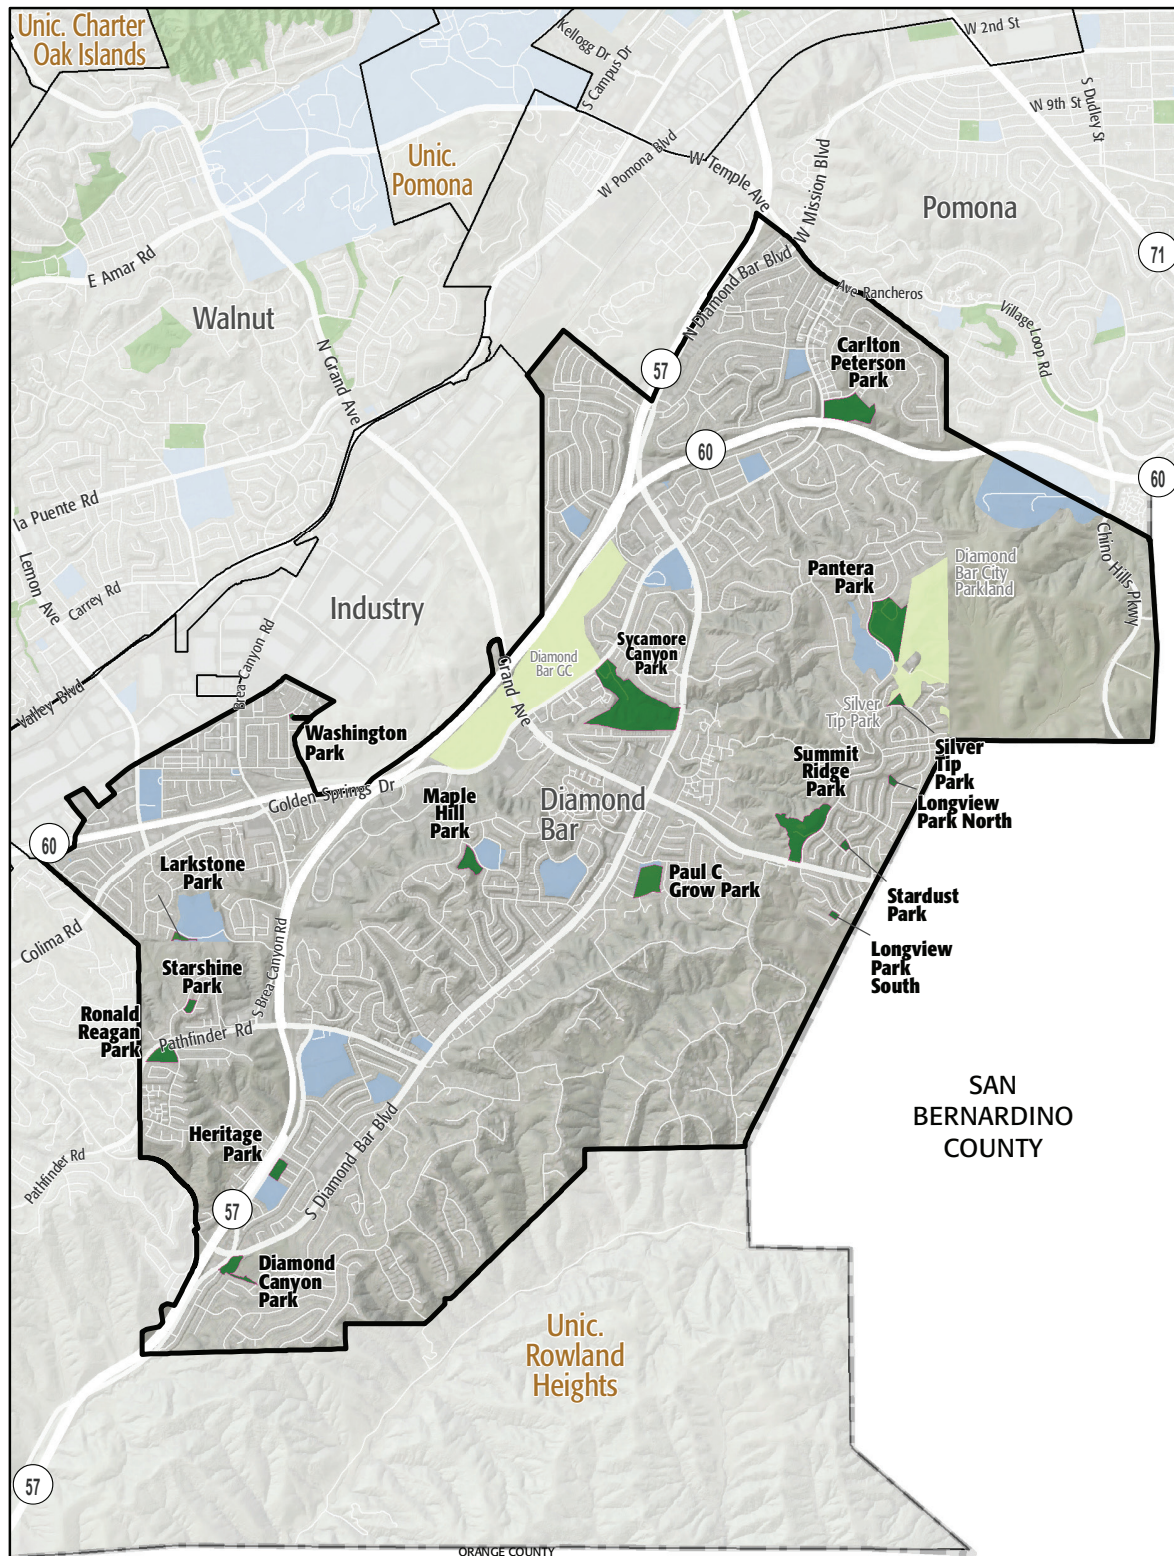 Unic. Charter
Oak Islands
Kellogg Dr
S Campus Dr
W 2nd St
W 9th St
S Dudley St
Unic.
Pomona
W Pomona Blvd
W Temple Ave
W Mission Blvd
Pomona
71
E Amar Rd
Walnut
N Grand Ave
N Diamond Bar Blvd
Ave Rancheros
Village Loop Rd
57
Carlton
Peterson
Park
60
60
la Puente Rd
Lemon Ave
Carrey Rd
Chino Hills Pkwy
Pantera
Park
Diamond
Bar City
Parkland
Industry
Brea Canyon Rd
Valley Blvd
Grand Ave
Diamond
Bar GC
Sycamore
Canyon
Park
Silver
Tip Park
Washington
Park
Golden Springs Dr
Silver
Tip
Park
Summit
Ridge
Park
Longview
Park North
Maple
Hill
Park
Diamond
Bar
60
Larkstone
Park
Paul C
Grow Park
Stardust
Park
Colima Rd
S Brea Canyon Rd
Longview
Park
South
Starshine
Park
Ronald
Reagan
Park
Pathfinder Rd
SAN
BERNARDINO
COUNTY
Heritage
Park
S Diamond Bar Blvd
Pathfinder Rd
57
Diamond
Canyon
Park
Unic.
Rowland
Heights
57
ORANGE COUNTY